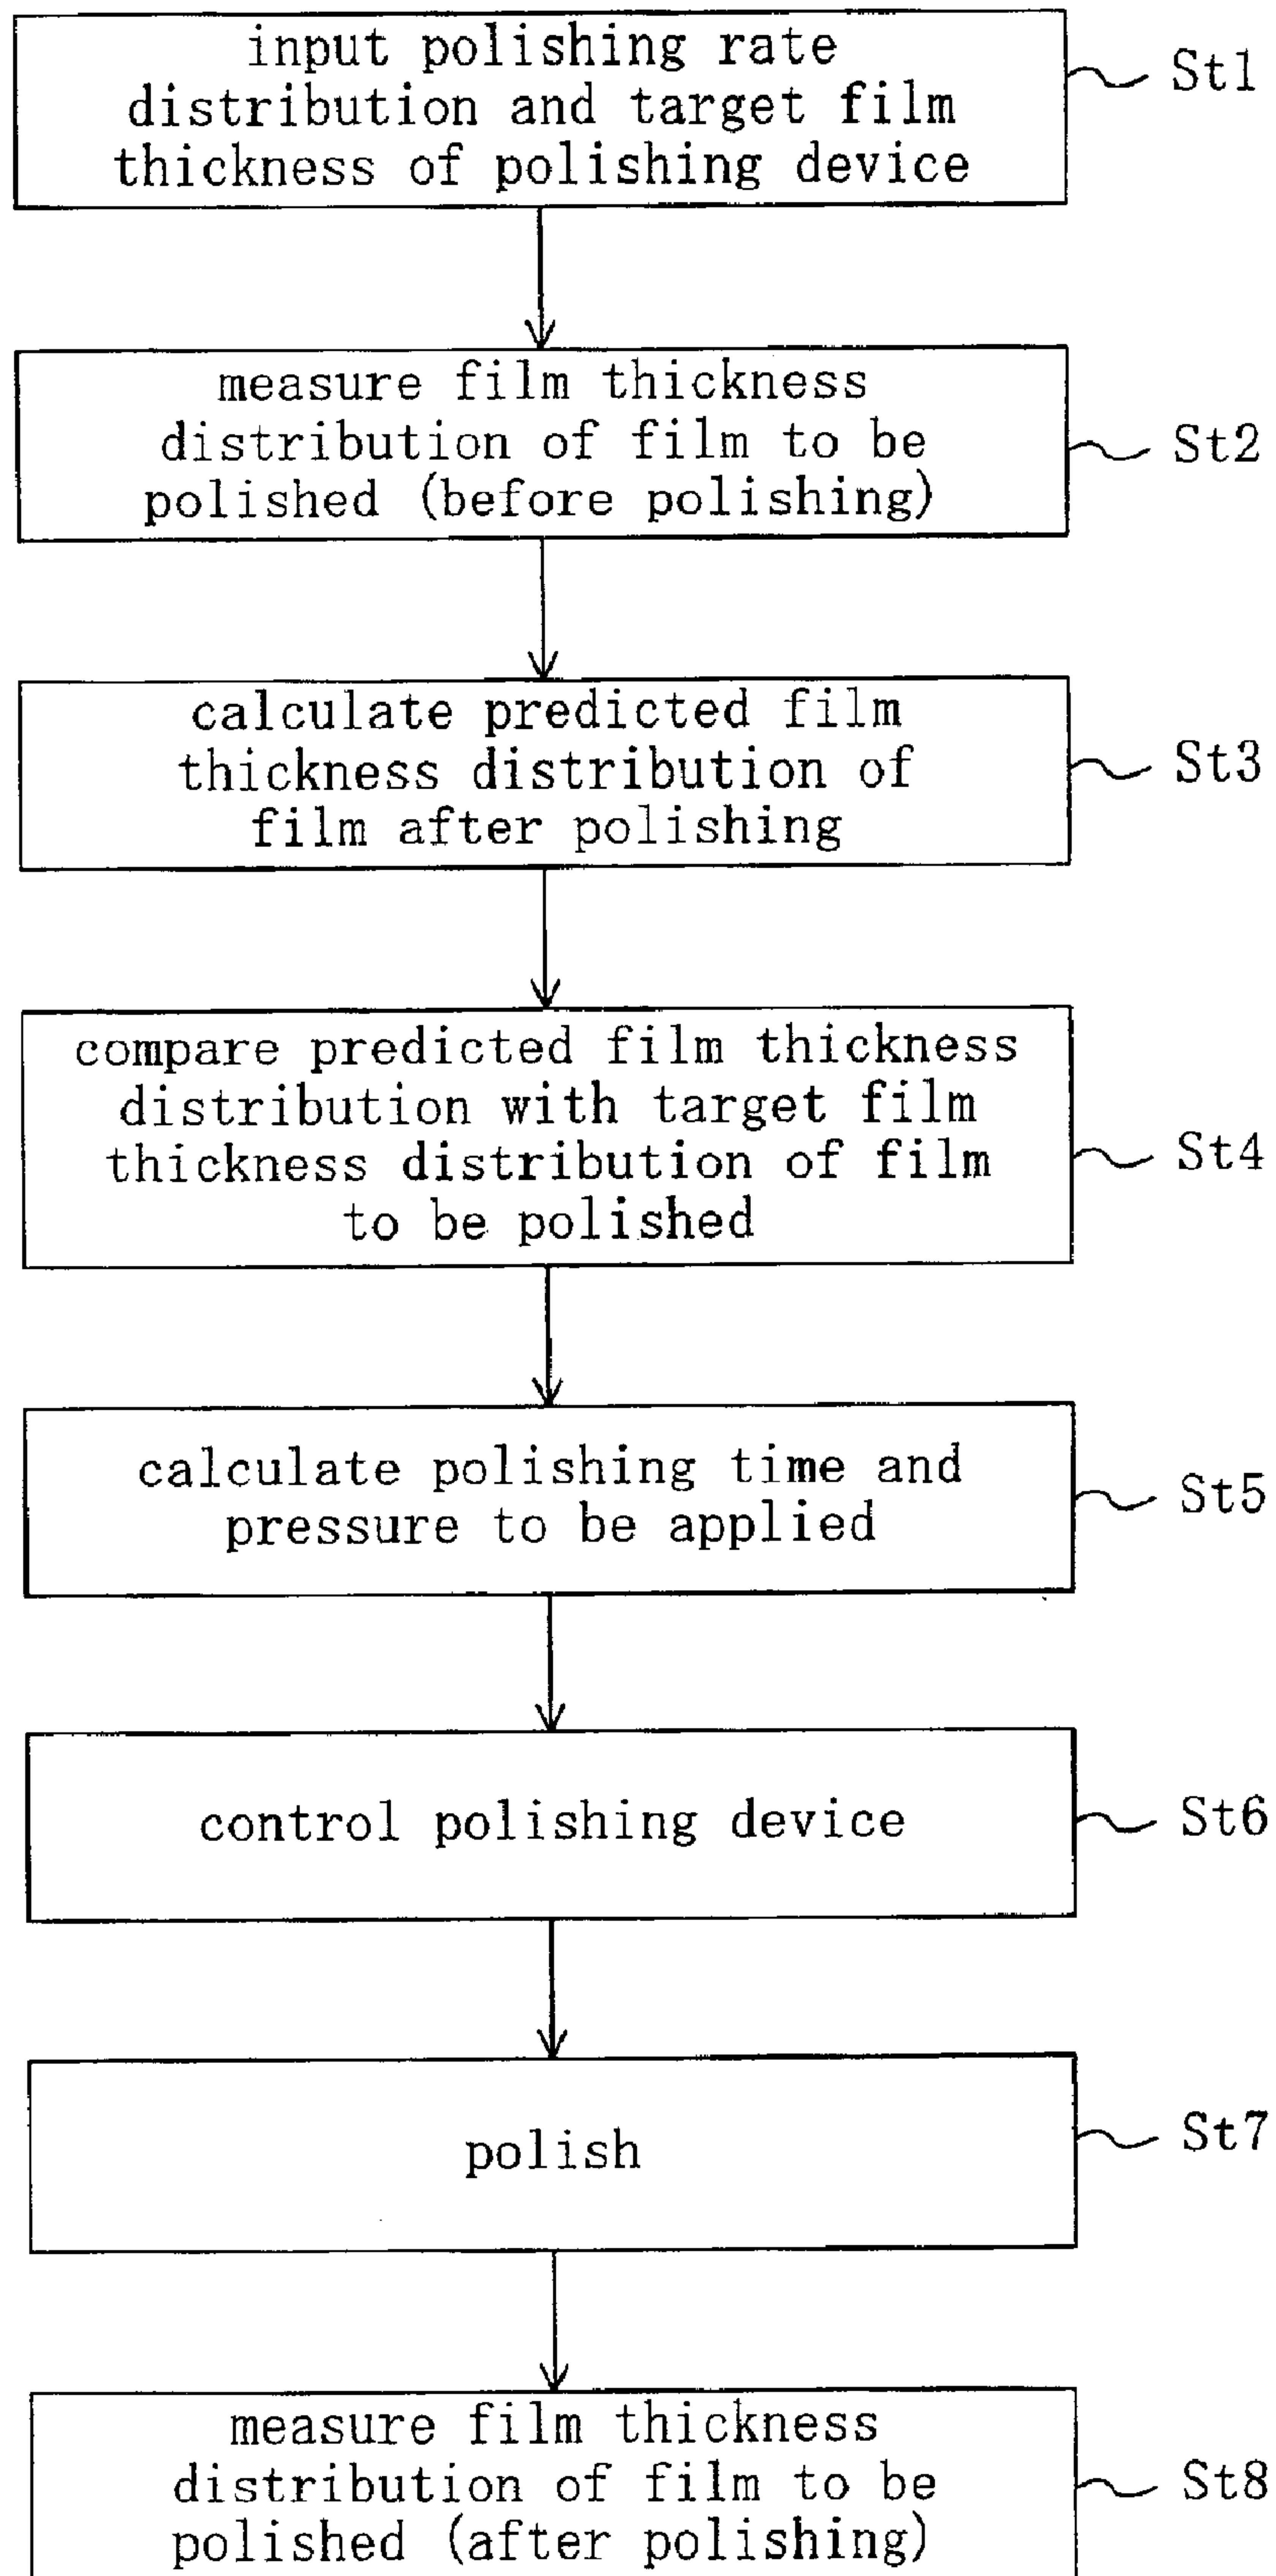 input polishing rate
distribution and target film
thickness of polishing device
St1
measure film thickness
distribution of film to be
polished (before polishing)
St2
calculate predicted film
thickness distribution of
film after polishing
St3
compare predicted film thickness
distribution with target film
thickness distribution of film
to be polished
St4
calculate polishing time and
pressure to be applied
St5
control polishing device
St6
polish
St7
measure film thickness
distribution of film to be
polished (after polishing)
St8